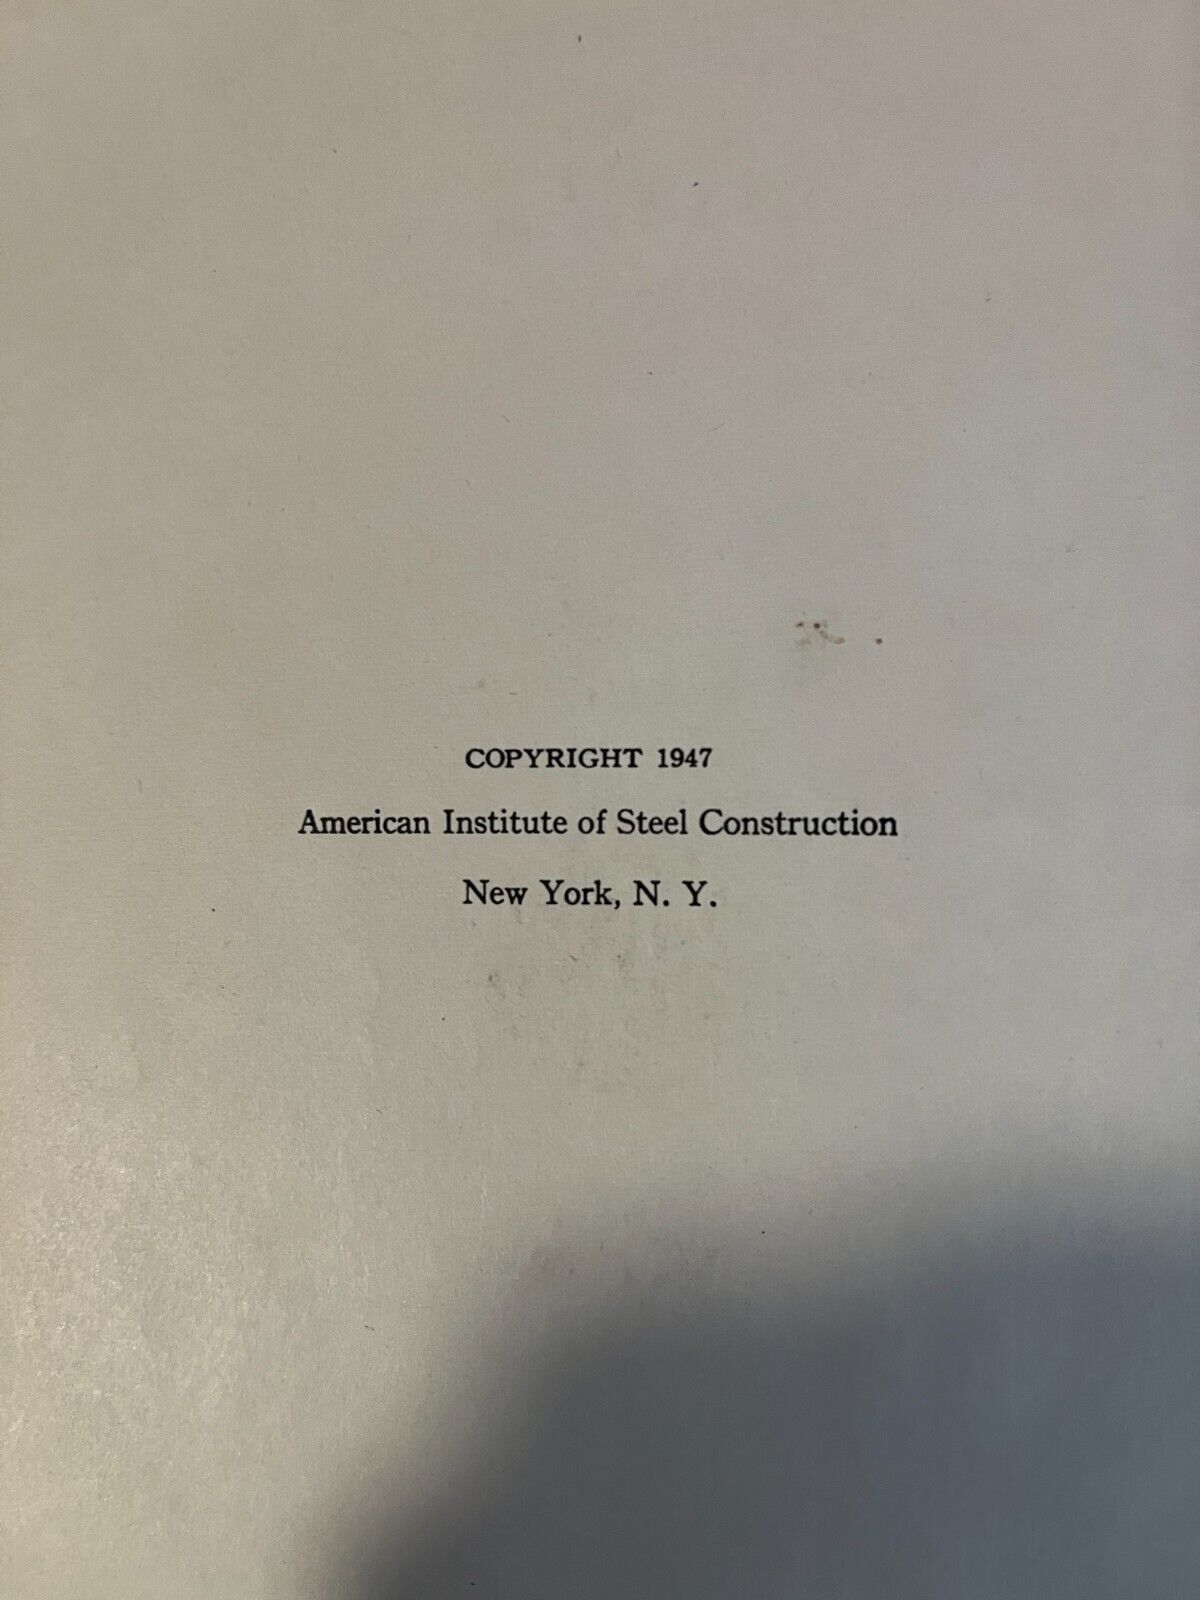 COPYRIGHT 1947
American Institute of Steel Construction
New York, N. Y.